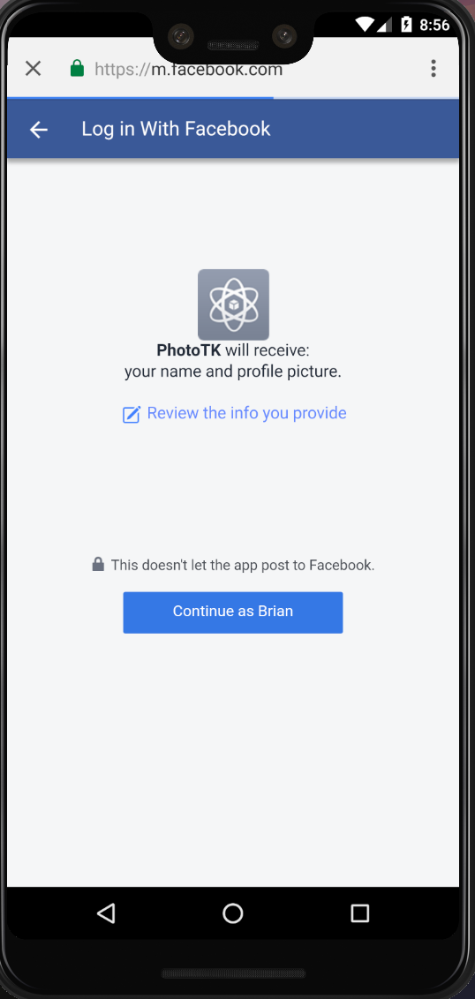 8:56
https://m.facebook.com
Log in With Facebook
PhotoTK will receive:
your name and profile picture.
Review the info you provide
This doesn't let the app post to Facebook.
Continue as Brian